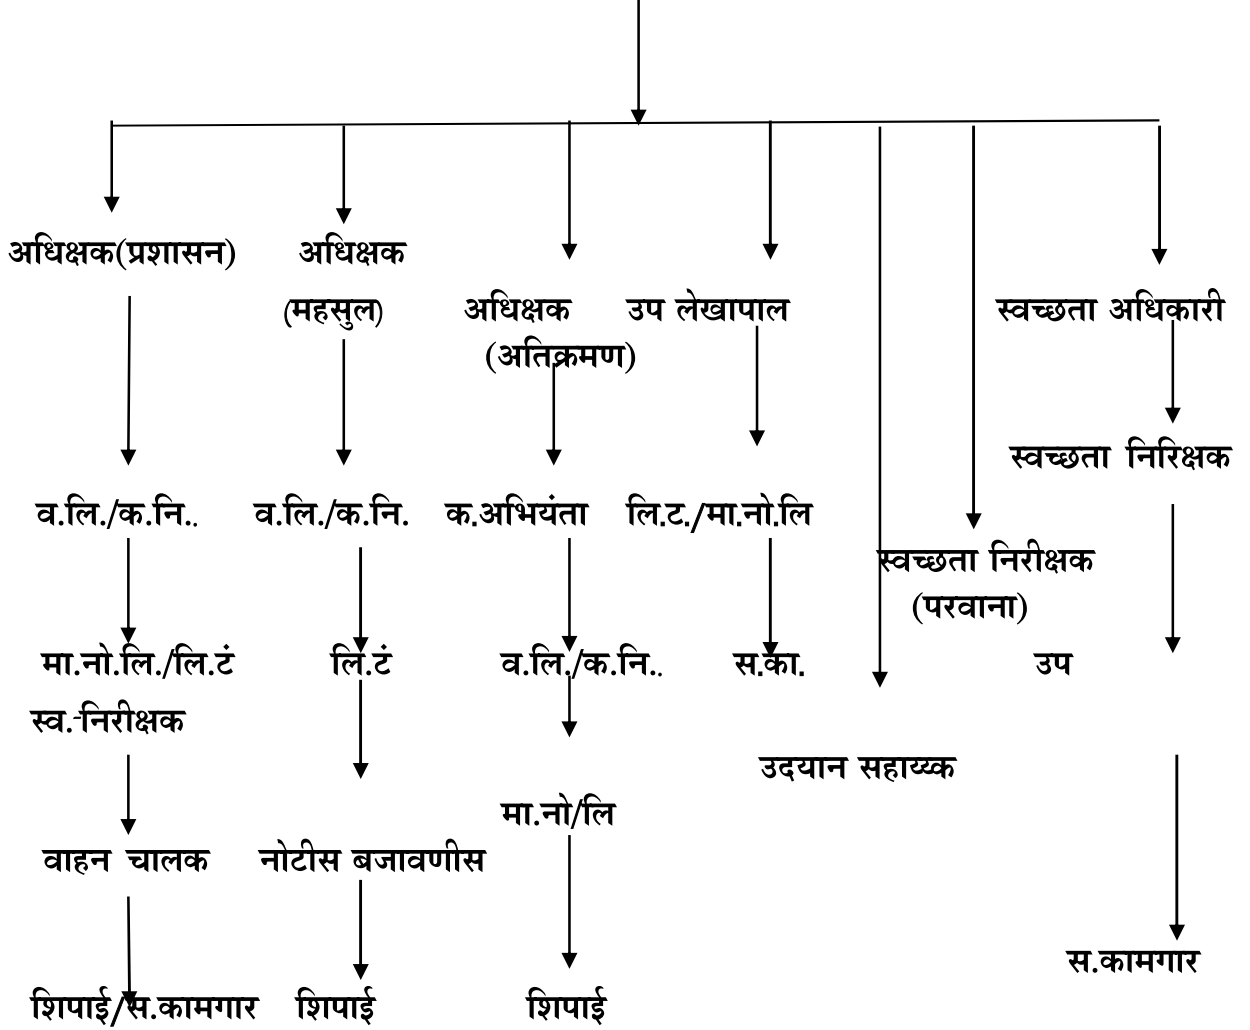 अधिक्षक(प्रशासन) अधिक्षक
(महसुल) अधिक्षक उप लेखापाल स्वच्छता अधिकारी
(अतिक्रमण)
स्वच्छता निरिक्षक
व.लि./क.नि.. व.लि./क.नि. क.अभियंता लि.ट./मा.नो.लि
स्वच्छता निरीक्षक
(परवाना)
मा.नो.लि./लि.टं लि.टं व.लि./क.नि.. स.का. उप
स्व.-निरीक्षक
उदयान सहाय्य्क
मा.नो/लि
वाहन चालक नोटीस बजावणीस
स.कामगार
शिपाई/स.कामगार शिपाई शिपाई